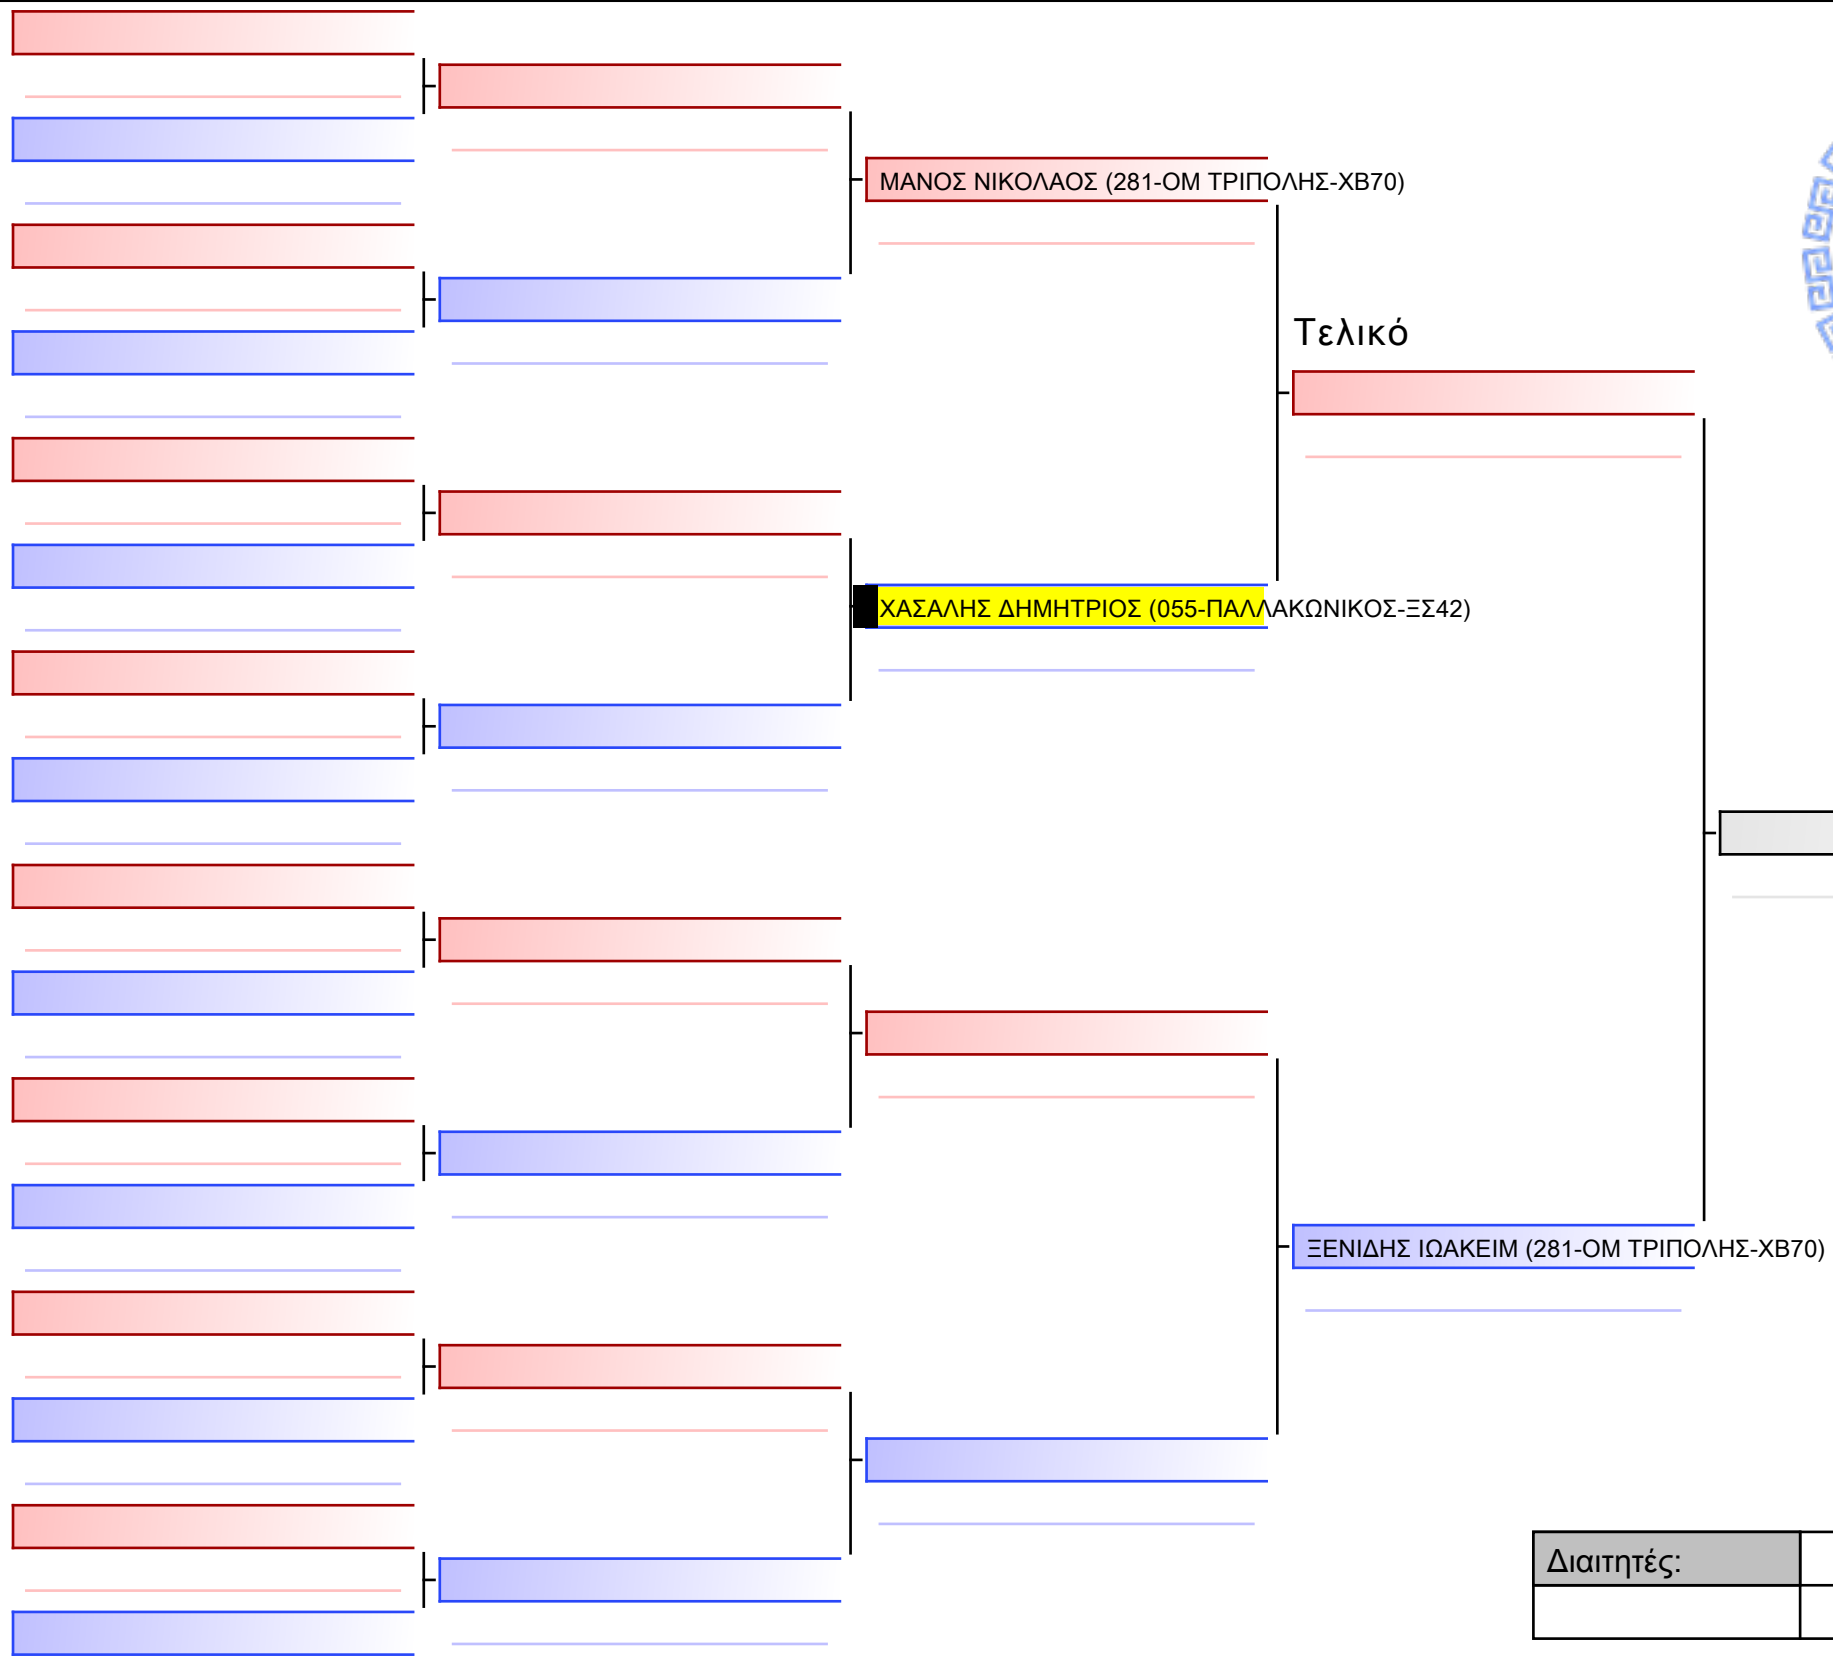 ΜΑΝΟΣ ΝΙΚΟΛΑΟΣ (281-ΟΜ ΤΡΙΠΟΛΗΣ-ΧΒ70)
Τελικό
ΧΑΣΑΛΗΣ ΔΗΜΗΤΡΙΟΣ (055-ΠΑΛΛΑΚΩΝΙΚΟΣ-ΞΣ42)
ΞΕΝΙΔΗΣ ΙΩΑΚΕΙΜ (281-ΟΜ ΤΡΙΠΟΛΗΣ-ΧΒ70)
Διαιτητές: